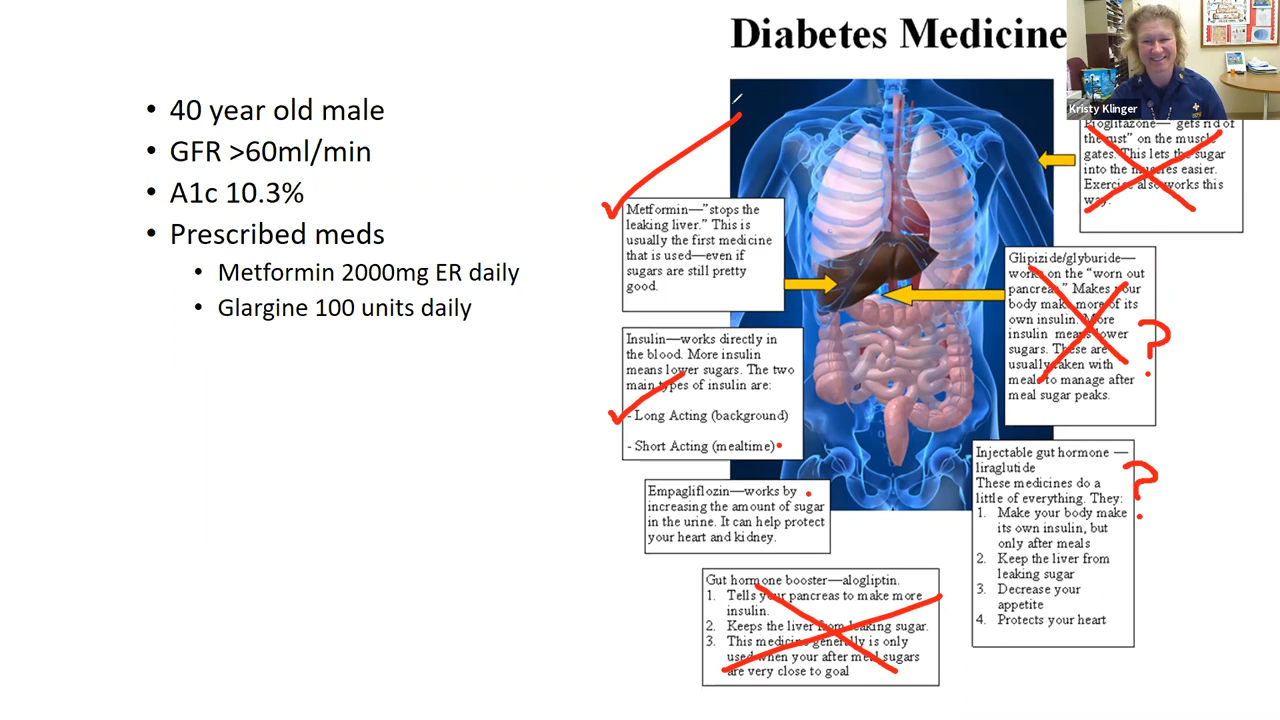 Diabetes Medicine
Kristy Klinger
• 40 year old male
• GFR >60ml/min
• A1c 10.3%
• Prescribed meds
• Metformin 2000mg ER daily
• Glargine 100 units daily
Pioglitazone— gets rid of
the rust” on the muscle
gates. This lets the sugar
into the muscles easier.
Exercise also works this
way.
Metformin—”stops the
leaking liver.” This is
usually the first medicine
that is used—even if
sugars are still pretty
good.
Glipizide/glyburide—
works on the “worn out
pancreas.” Makes your
body make more of its
own insulin. More
insulin means lower
sugars. These are
usually taken with
meals to manage after
meal sugar peaks.
?
Insulin—works directly in
the blood. More insulin
means lower sugars. The two
main types of insulin are:
- Long Acting (background)
- Short Acting (mealtime)
Injectable gut hormone —
liraglutide
These medicines do a
little of everything. They:
1. Make your body make
its own insulin, but
only after meals
2. Keep the liver from
leaking sugar
3. Decrease your
appetite
4. Protects your heart
?
Empagliflozin—works by
increasing the amount of sugar
in the urine. It can help protect
your heart and kidney.
Gut hormone booster—alogliptin.
1. Tells your pancreas to make more
insulin.
2. Keeps the liver from leaking sugar.
3. This medicine generally is only
used when your after meal sugars
are very close to goal